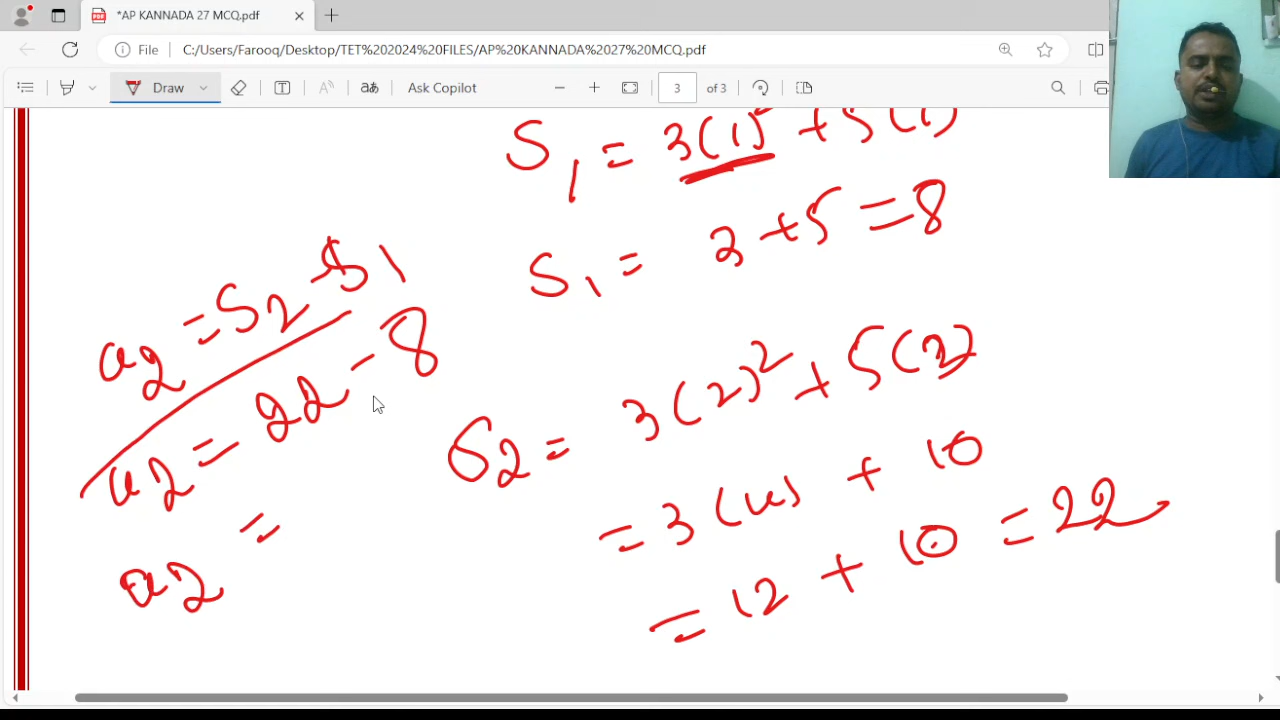 *AP KANNADA 27 MCQ.pdf
File C:/Users/Farooq/Desktop/TET%202024%20FILES/AP%20KANNADA%2027%20MCQ.pdf
Draw aあ Ask Copilot 3 of 3
S₁ = 3(1)² + 5(1)
S₁ = 3 + 5 = 8
a₂ = S₂ - S₁
a₂ = 22 - 8
a₂ =
S₂ = 3(2)² + 5(2)
= 3(4) + 10
= 12 + 10 = 22